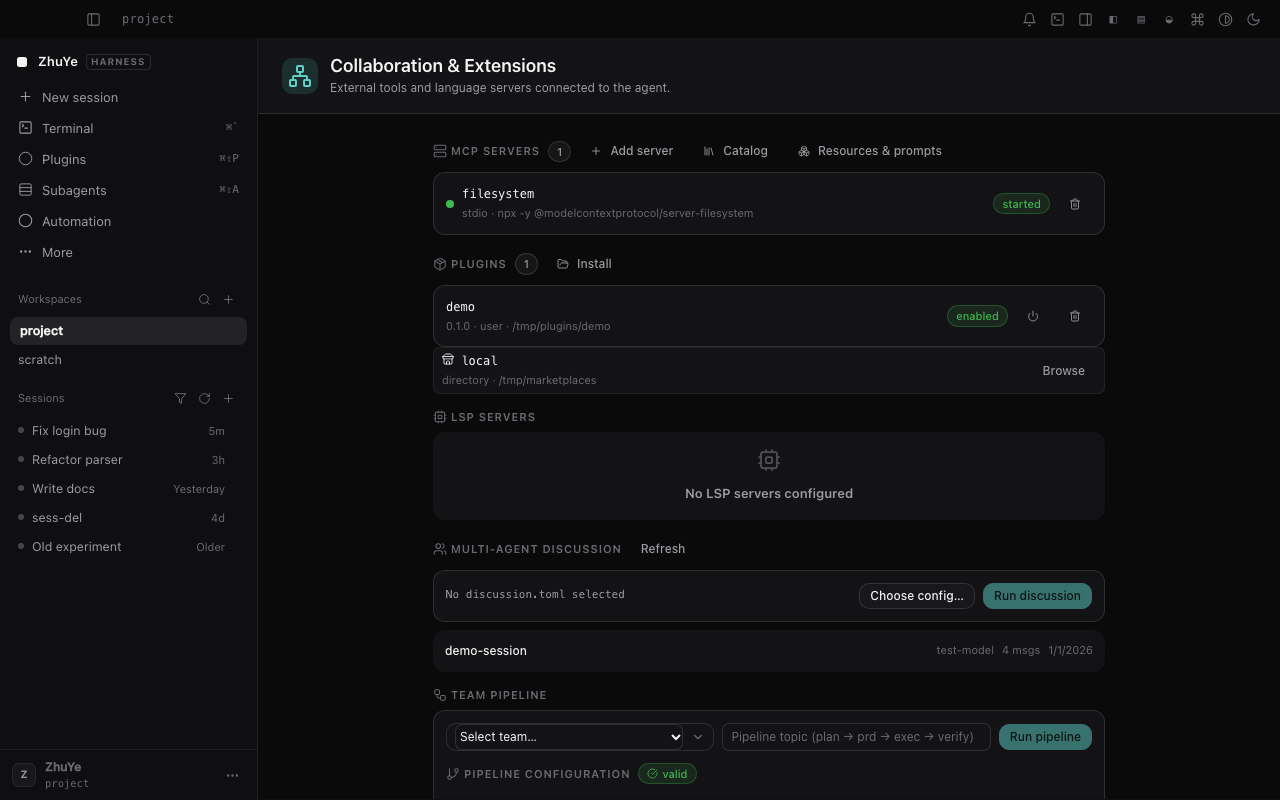 project
ZhuYe HARNESS
New session
Terminal ⌘`
Plugins ⌘⇧P
Subagents ⌘⇧A
Automation
More
Workspaces
project
scratch
Sessions
Fix login bug 5m
Refactor parser 3h
Write docs Yesterday
sess-del 4d
Old experiment Older
Z ZhuYe
project
Collaboration & Extensions
External tools and language servers connected to the agent.
MCP SERVERS 1 Add server Catalog Resources & prompts
filesystem
stdio · npx -y @modelcontextprotocol/server-filesystem
started
PLUGINS 1 Install
demo
0.1.0 · user · /tmp/plugins/demo
enabled
local
directory · /tmp/marketplaces
Browse
LSP SERVERS
No LSP servers configured
MULTI-AGENT DISCUSSION Refresh
No discussion.toml selected Choose config... Run discussion
demo-session test-model 4 msgs 1/1/2026
TEAM PIPELINE
Select team... Pipeline topic (plan → prd → exec → verify) Run pipeline
PIPELINE CONFIGURATION valid